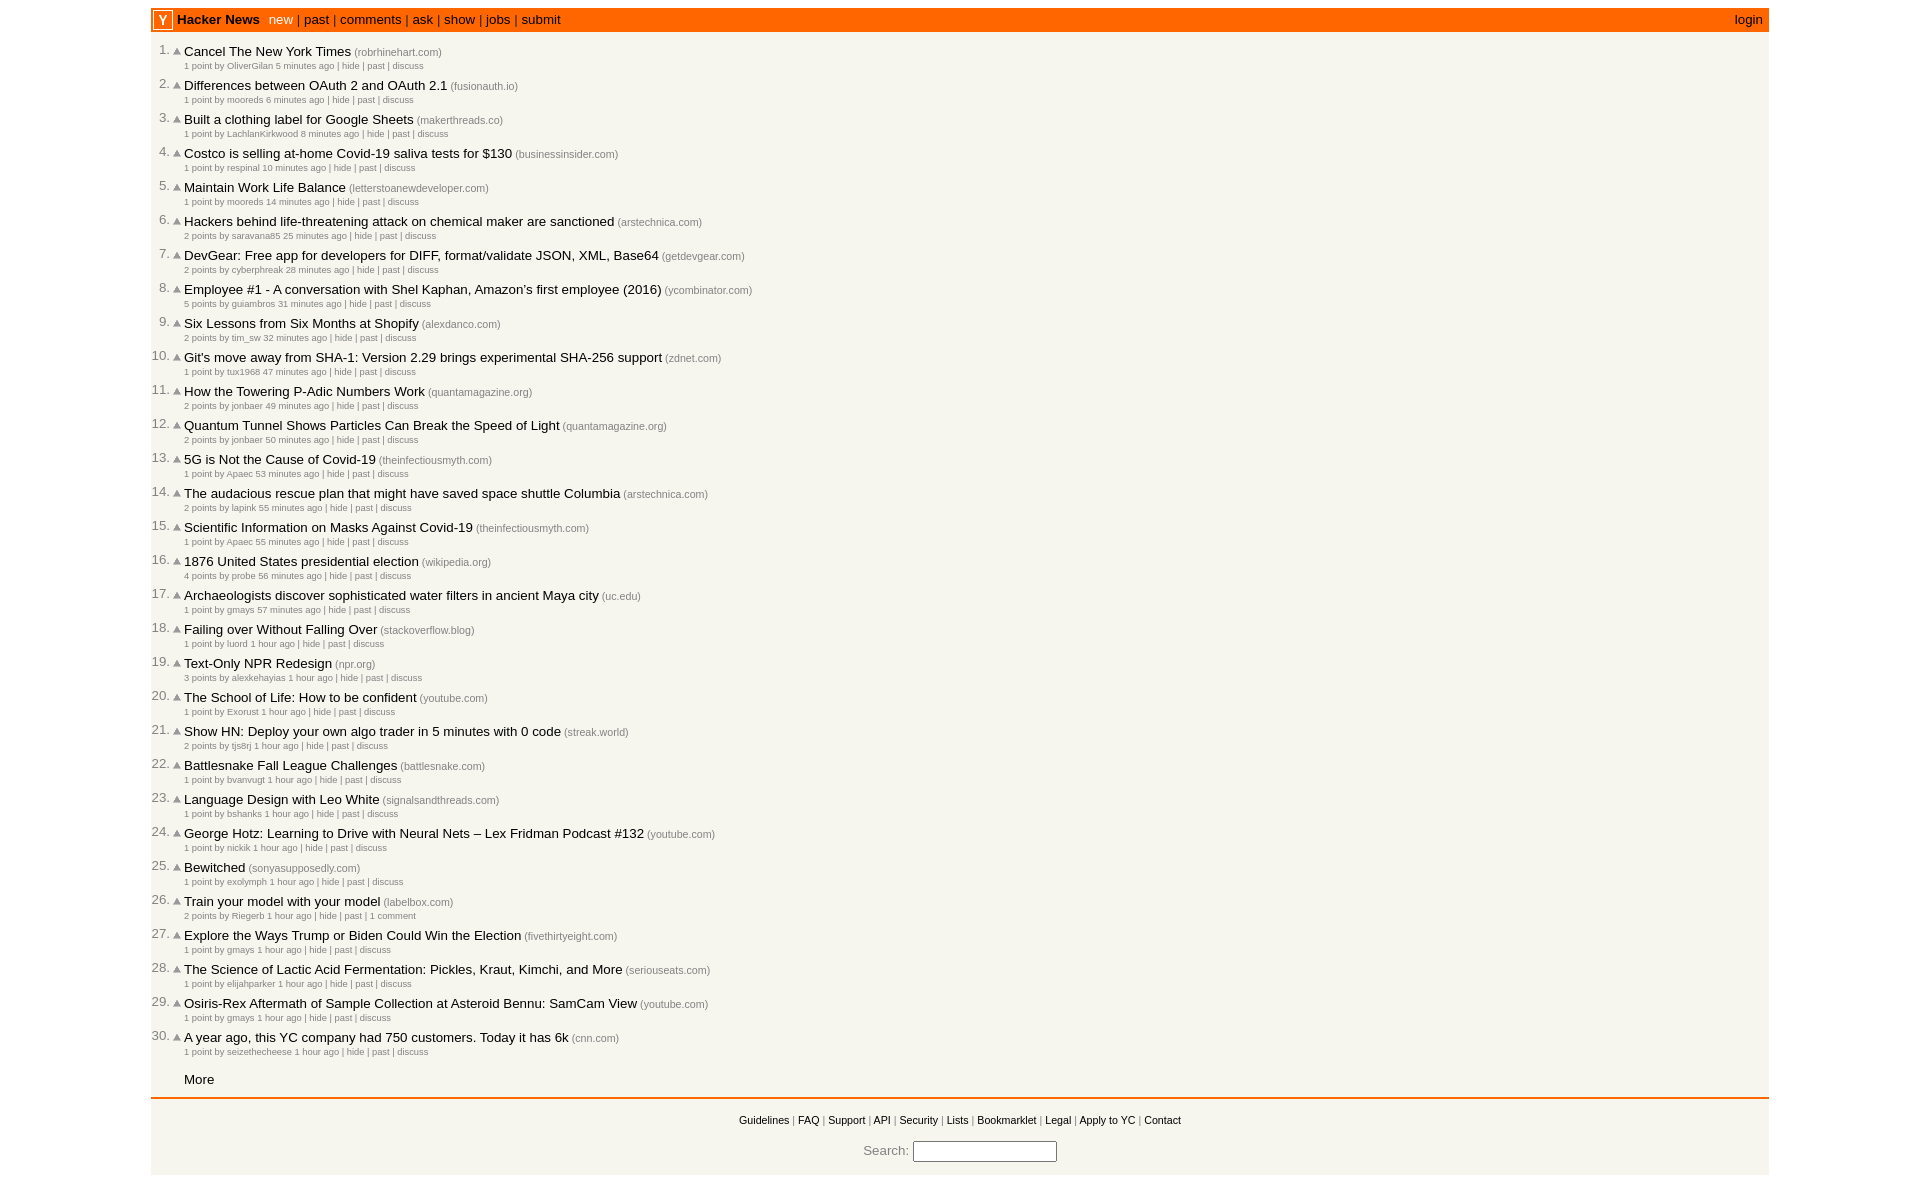 Y Hacker News new | past | comments | ask | show | jobs | submit login
1. Cancel The New York Times (robrhinehart.com)
1 point by OliverGilan 5 minutes ago | hide | past | discuss
2. Differences between OAuth 2 and OAuth 2.1 (fusionauth.io)
1 point by mooreds 6 minutes ago | hide | past | discuss
3. Built a clothing label for Google Sheets (makerthreads.co)
1 point by LachlanKirkwood 8 minutes ago | hide | past | discuss
4. Costco is selling at-home Covid-19 saliva tests for $130 (businessinsider.com)
1 point by respinal 10 minutes ago | hide | past | discuss
5. Maintain Work Life Balance (letterstoanewdeveloper.com)
1 point by mooreds 14 minutes ago | hide | past | discuss
6. Hackers behind life-threatening attack on chemical maker are sanctioned (arstechnica.com)
2 points by saravana85 25 minutes ago | hide | past | discuss
7. DevGear: Free app for developers for DIFF, format/validate JSON, XML, Base64 (getdevgear.com)
2 points by cyberphreak 28 minutes ago | hide | past | discuss
8. Employee #1 - A conversation with Shel Kaphan, Amazon's first employee (2016) (ycombinator.com)
5 points by guiambros 31 minutes ago | hide | past | discuss
9. Six Lessons from Six Months at Shopify (alexdanco.com)
2 points by tim_sw 32 minutes ago | hide | past | discuss
10. Git's move away from SHA-1: Version 2.29 brings experimental SHA-256 support (zdnet.com)
1 point by tux1968 47 minutes ago | hide | past | discuss
11. How the Towering P-Adic Numbers Work (quantamagazine.org)
2 points by jonbaer 49 minutes ago | hide | past | discuss
12. Quantum Tunnel Shows Particles Can Break the Speed of Light (quantamagazine.org)
2 points by jonbaer 50 minutes ago | hide | past | discuss
13. 5G is Not the Cause of Covid-19 (theinfectiousmyth.com)
1 point by Apaec 53 minutes ago | hide | past | discuss
14. The audacious rescue plan that might have saved space shuttle Columbia (arstechnica.com)
2 points by lapink 55 minutes ago | hide | past | discuss
15. Scientific Information on Masks Against Covid-19 (theinfectiousmyth.com)
1 point by Apaec 55 minutes ago | hide | past | discuss
16. 1876 United States presidential election (wikipedia.org)
4 points by probe 56 minutes ago | hide | past | discuss
17. Archaeologists discover sophisticated water filters in ancient Maya city (uc.edu)
1 point by gmays 57 minutes ago | hide | past | discuss
18. Failing over Without Falling Over (stackoverflow.blog)
1 point by luord 1 hour ago | hide | past | discuss
19. Text-Only NPR Redesign (npr.org)
3 points by alexkehayias 1 hour ago | hide | past | discuss
20. The School of Life: How to be confident (youtube.com)
1 point by Exorust 1 hour ago | hide | past | discuss
21. Show HN: Deploy your own algo trader in 5 minutes with 0 code (streak.world)
2 points by tjs8rj 1 hour ago | hide | past | discuss
22. Battlesnake Fall League Challenges (battlesnake.com)
1 point by bvanvugt 1 hour ago | hide | past | discuss
23. Language Design with Leo White (signalsandthreads.com)
1 point by bshanks 1 hour ago | hide | past | discuss
24. George Hotz: Learning to Drive with Neural Nets – Lex Fridman Podcast #132 (youtube.com)
1 point by nickik 1 hour ago | hide | past | discuss
25. Bewitched (sonyasupposedly.com)
1 point by exolymph 1 hour ago | hide | past | discuss
26. Train your model with your model (labelbox.com)
2 points by Riegerb 1 hour ago | hide | past | 1 comment
27. Explore the Ways Trump or Biden Could Win the Election (fivethirtyeight.com)
1 point by gmays 1 hour ago | hide | past | discuss
28. The Science of Lactic Acid Fermentation: Pickles, Kraut, Kimchi, and More (seriouseats.com)
1 point by elijahparker 1 hour ago | hide | past | discuss
29. Osiris-Rex Aftermath of Sample Collection at Asteroid Bennu: SamCam View (youtube.com)
1 point by gmays 1 hour ago | hide | past | discuss
30. A year ago, this YC company had 750 customers. Today it has 6k (cnn.com)
1 point by seizethecheese 1 hour ago | hide | past | discuss
More
Guidelines | FAQ | Support | API | Security | Lists | Bookmarklet | Legal | Apply to YC | Contact
Search: